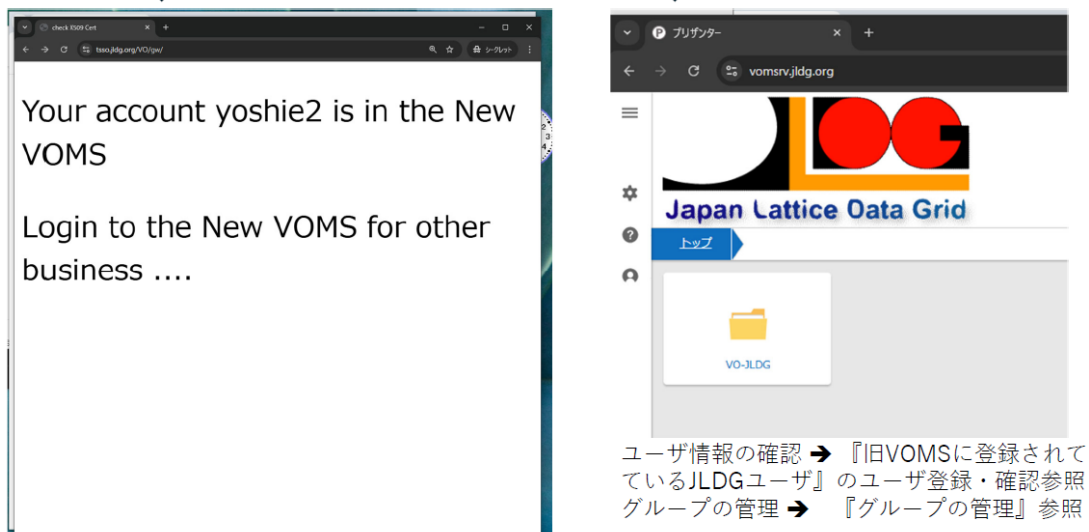 check X509 Cert
tsso.jldg.org/VO/gw/
シークレット
Your account yoshie2 is in the New
VOMS
Login to the New VOMS for other
business ....
プリザンター
vomsrv.jldg.org
JLDG
Japan Lattice Data Grid
トップ
VO-JLDG
ユーザ情報の確認 ➔ 『旧VOMSに登録されて
ているJLDGユーザ』のユーザ登録・確認参照
グループの管理 ➔ 『グループの管理』参照